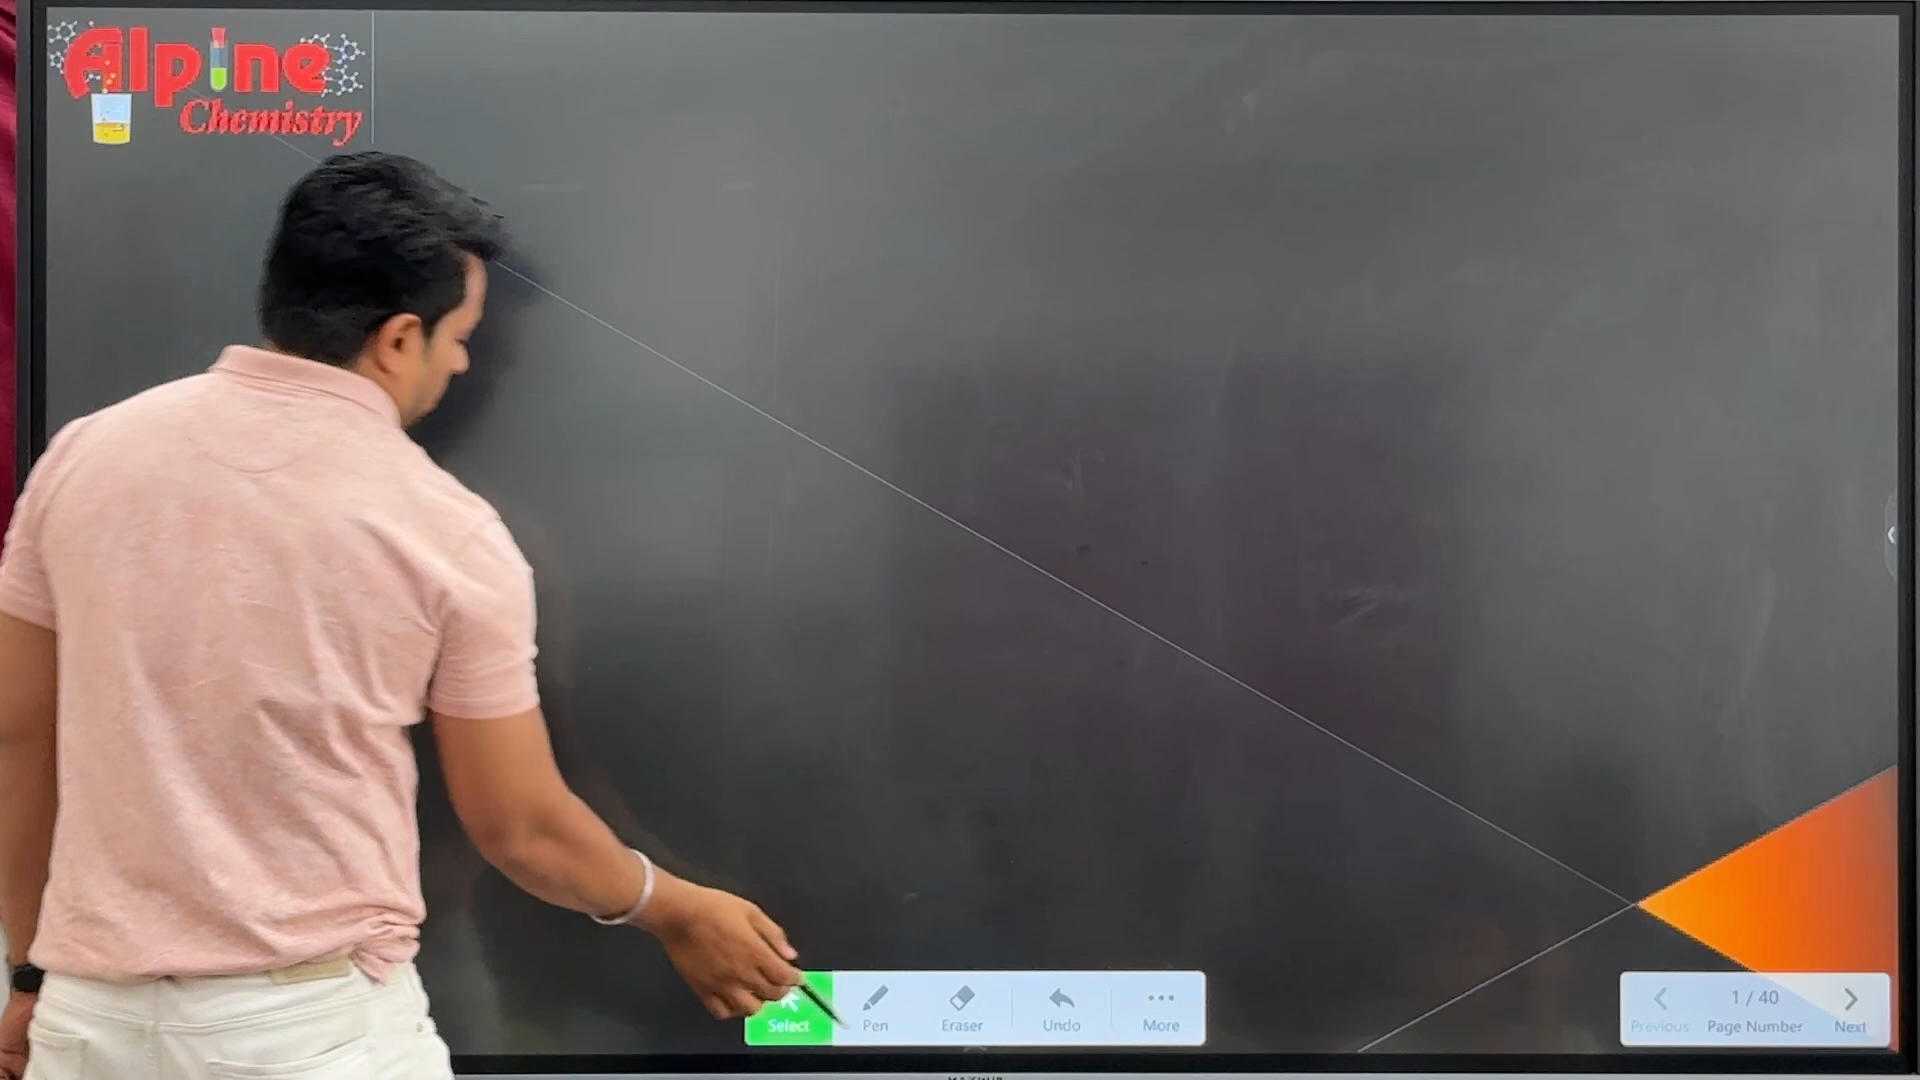 Alpine
Chemistry
Select
Pen
Eraser
Undo
More
1 / 40
Previous
Page Number
Next